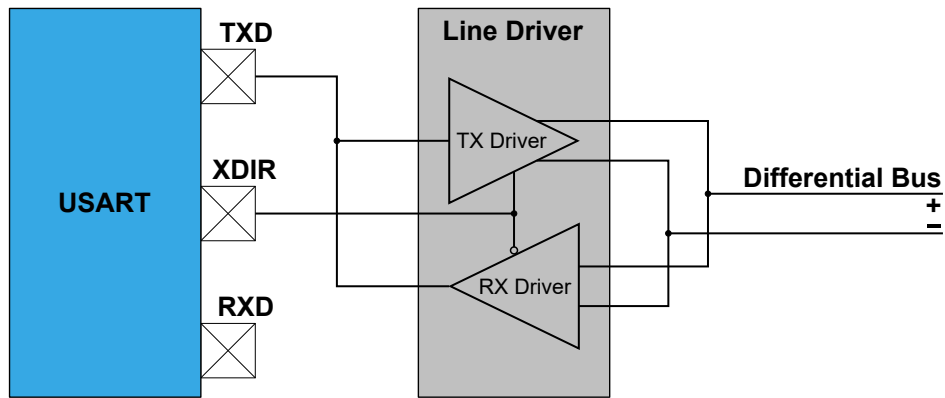 TXD
Line Driver
TX Driver
XDIR
USART
Differential Bus
+
−
RX Driver
RXD